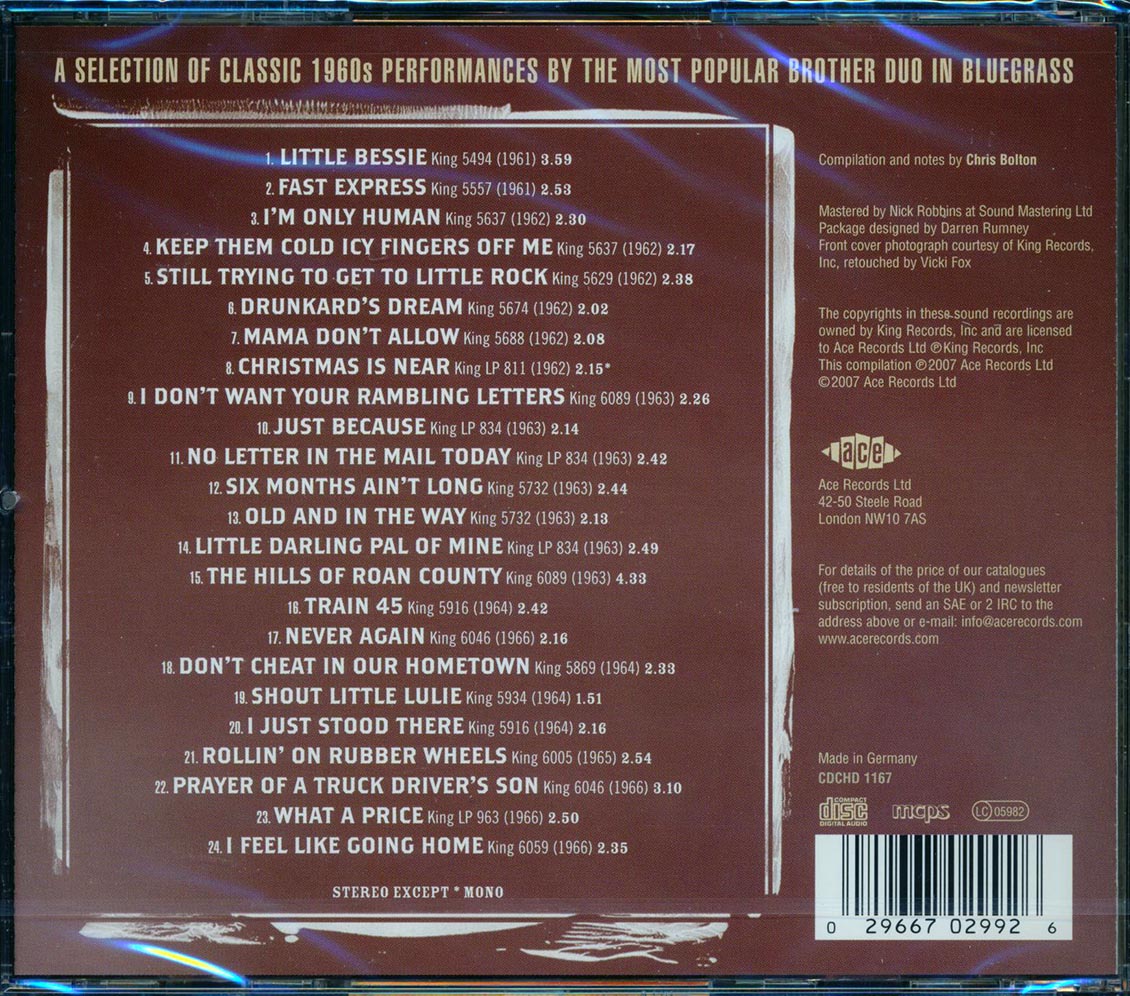 A SELECTION OF CLASSIC 1960s PERFORMANCES BY THE MOST POPULAR BROTHER DUO IN BLUEGRASS
1. LITTLE BESSIE King 5494 (1961) 3.59
2. FAST EXPRESS King 5557 (1961) 2.53
3. I'M ONLY HUMAN King 5637 (1962) 2.30
4. KEEP THEM COLD ICY FINGERS OFF ME King 5637 (1962) 2.17
5. STILL TRYING TO GET TO LITTLE ROCK King 5629 (1962) 2.38
6. DRUNKARD'S DREAM King 5674 (1962) 2.02
7. MAMA DON'T ALLOW King 5688 (1962) 2.08
8. CHRISTMAS IS NEAR King LP 811 (1962) 2.15*
9. I DON'T WANT YOUR RAMBLING LETTERS King 6089 (1963) 2.26
10. JUST BECAUSE King LP 834 (1963) 2.14
11. NO LETTER IN THE MAIL TODAY King LP 834 (1963) 2.42
12. SIX MONTHS AIN'T LONG King 5732 (1963) 2.44
13. OLD AND IN THE WAY King 5732 (1963) 2.13
14. LITTLE DARLING PAL OF MINE King LP 834 (1963) 2.49
15. THE HILLS OF ROAN COUNTY King 6089 (1963) 4.33
16. TRAIN 45 King 5916 (1964) 2.42
17. NEVER AGAIN King 6046 (1966) 2.16
18. DON'T CHEAT IN OUR HOMETOWN King 5869 (1964) 2.33
19. SHOUT LITTLE LULIE King 5934 (1964) 1.51
20. I JUST STOOD THERE King 5916 (1964) 2.16
21. ROLLIN' ON RUBBER WHEELS King 6005 (1965) 2.54
22. PRAYER OF A TRUCK DRIVER'S SON King 6046 (1966) 3.10
23. WHAT A PRICE King LP 963 (1966) 2.50
24. I FEEL LIKE GOING HOME King 6059 (1966) 2.35
STEREO EXCEPT * MONO
Compilation and notes by Chris Bolton
Mastered by Nick Robbins at Sound Mastering Ltd
Package designed by Darren Rumney
Front cover photograph courtesy of King Records,
Inc, retouched by Vicki Fox
The copyrights in these sound recordings are
owned by King Records, Inc and are licensed
to Ace Records Ltd ℗King Records, Inc
This compilation ℗2007 Ace Records Ltd
©2007 Ace Records Ltd
ace
Ace Records Ltd
42-50 Steele Road
London NW10 7AS
For details of the price of our catalogues
(free to residents of the UK) and newsletter
subscription, send an SAE or 2 IRC to the
address above or e-mail: info@acerecords.com
www.acerecords.com
Made in Germany
CDCHD 1167
COMPACT disc DIGITAL AUDIO mcps LC 05982
0 29667 02992 6